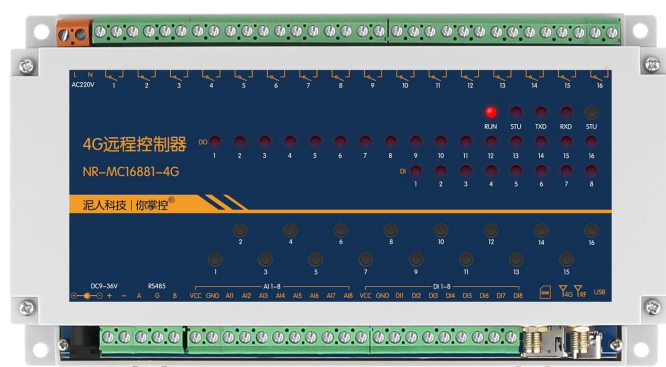 L N
AC220V 1 2 3 4 5 6 7 8 9 10 11 12 13 14 15 16
RUN STU TXD RXD STU
4G远程控制器
DO
1 2 3 4 5 6 7 8 9 10 11 12 13 14 15 16
NR-MC16881-4G
DI
1 2 3 4 5 6 7 8
泥人科技 | 你掌控®
2 4 6 8 10 12 14 16
1 3 5 7 9 11 13 15
DC9-36V RS485 AI 1-8 DI 1-8
+ - A G B VCC GND AI1 AI2 AI3 AI4 AI5 AI6 AI7 AI8 VCC GND DI1 DI2 DI3 DI4 DI5 DI6 DI7 DI8 SIM 4G RF USB